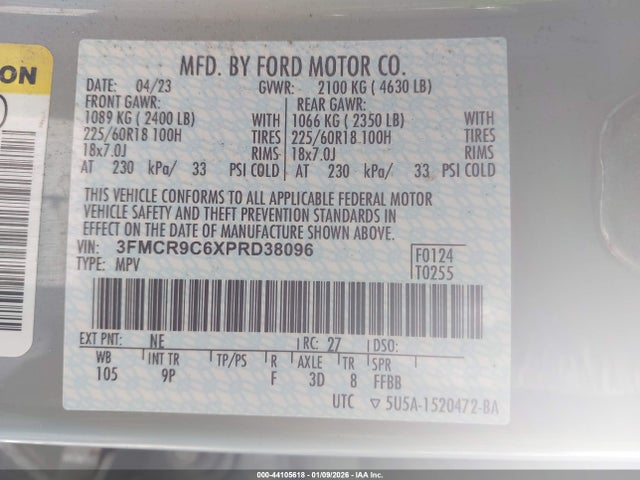 ON
MFD. BY FORD MOTOR CO.
DATE: 04/23 GVWR: 2100 KG ( 4630 LB)
FRONT GAWR: REAR GAWR:
1089 KG ( 2400 LB) WITH 1066 KG ( 2350 LB) WITH
225/60R18 100H TIRES 225/60R18 100H TIRES
18x7.0J RIMS 18x7.0J RIMS
AT 230 kPa/ 33 PSI COLD AT 230 kPa/ 33 PSI COLD
THIS VEHICLE CONFORMS TO ALL APPLICABLE FEDERAL MOTOR
VEHICLE SAFETY AND THEFT PREVENTION STANDARDS IN
EFFECT ON THE DATE OF MANUFACTURE SHOWN ABOVE.
VIN: 3FMCR9C6XPRD38096 F0124
TYPE: MPV T0255
EXT PNT: NE RC: 27 DSO:
WB INT TR TP/PS R AXLE TR SPR
105 9P F 3D 8 FFBB
UTC ▽ 5U5A-1520472-BA
000-44105618 - 01/09/2026 - IAA Inc.